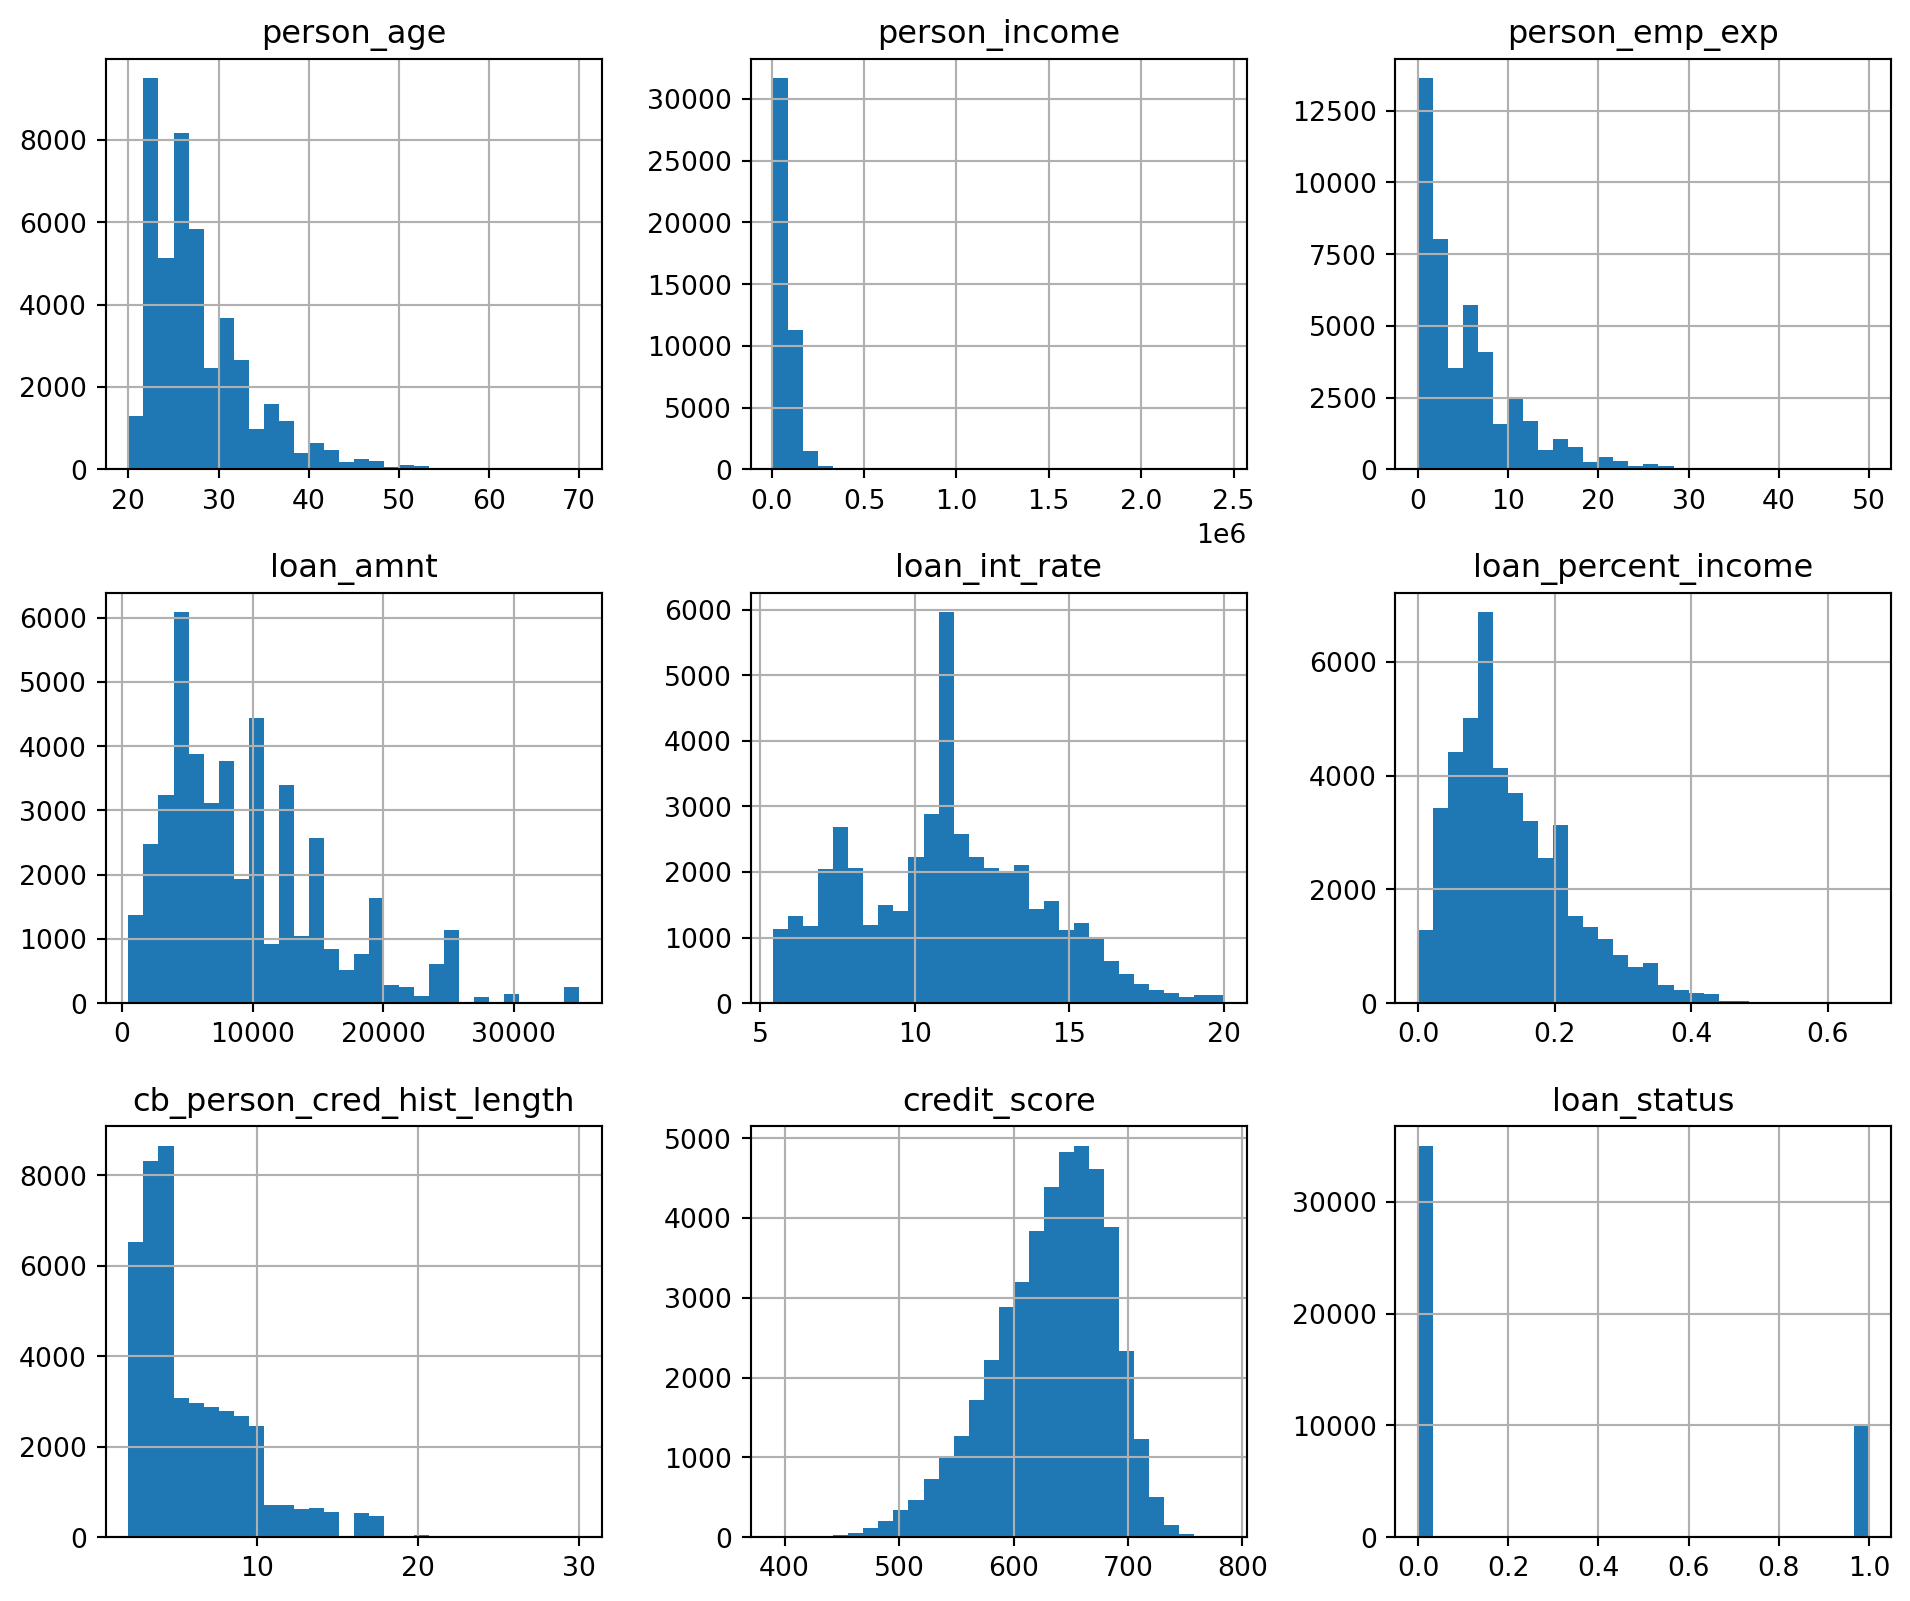 person_age
person_income
person_emp_exp
8000
6000
4000
2000
0
20 30 40 50 60 70
30000
25000
20000
15000
10000
5000
0
0.0 0.5 1.0 1.5 2.0 2.5
1e6
12500
10000
7500
5000
2500
0
0 10 20 30 40 50
loan_amnt
loan_int_rate
loan_percent_income
6000
5000
4000
3000
2000
1000
0
0 10000 20000 30000
6000
5000
4000
3000
2000
1000
0
5 10 15 20
6000
4000
2000
0
0.0 0.2 0.4 0.6
cb_person_cred_hist_length
credit_score
loan_status
8000
6000
4000
2000
0
10 20 30
5000
4000
3000
2000
1000
0
400 500 600 700 800
30000
20000
10000
0
0.0 0.2 0.4 0.6 0.8 1.0